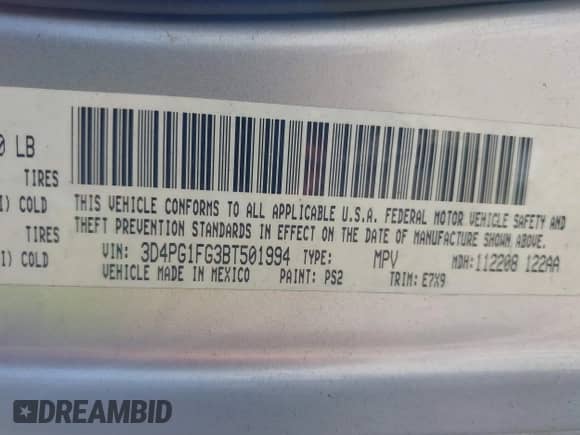 0 LB
TIRES
I) COLD
TIRES
I) COLD
THIS VEHICLE CONFORMS TO ALL APPLICABLE U.S.A. FEDERAL MOTOR VEHICLE SAFETY AND
THEFT PREVENTION STANDARDS IN EFFECT ON THE DATE OF MANUFACTURE SHOWN ABOVE.
VIN: 3D4PG1FG3BT501994 TYPE: MPV MDH:112208 122AA
VEHICLE MADE IN MEXICO PAINT: PS2 TRIM: E7X9
DREAMBID